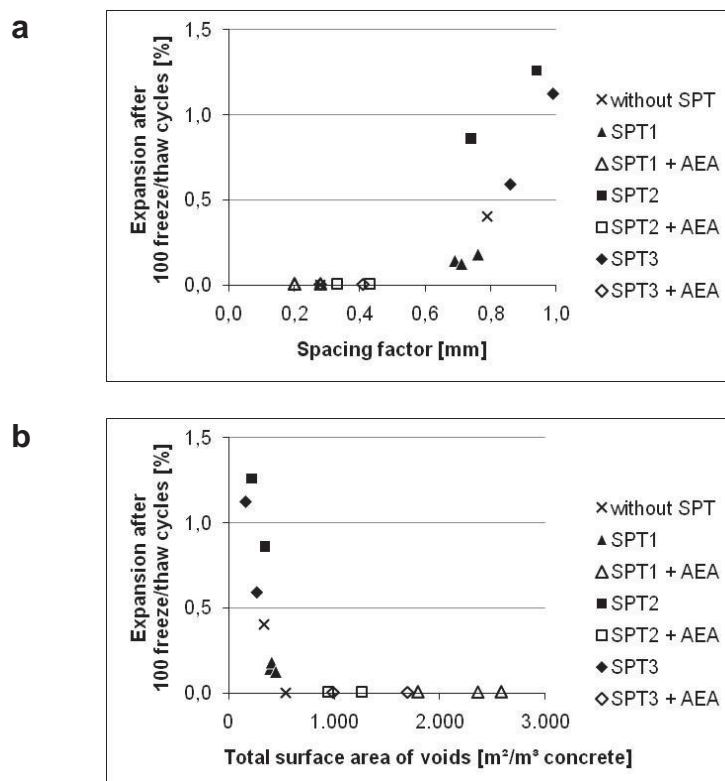 a
1,5
1,0
0,5
0,0
0,0 0,2 0,4 0,6 0,8 1,0
Expansion after
100 freeze/thaw cycles [%]
Spacing factor [mm]
without SPT
SPT1
SPT1 + AEA
SPT2
SPT2 + AEA
SPT3
SPT3 + AEA
b
1,5
1,0
0,5
0,0
0 1.000 2.000 3.000
Expansion after
100 freeze/thaw cycles [%]
Total surface area of voids [m²/m³ concrete]
without SPT
SPT1
SPT1 + AEA
SPT2
SPT2 + AEA
SPT3
SPT3 + AEA